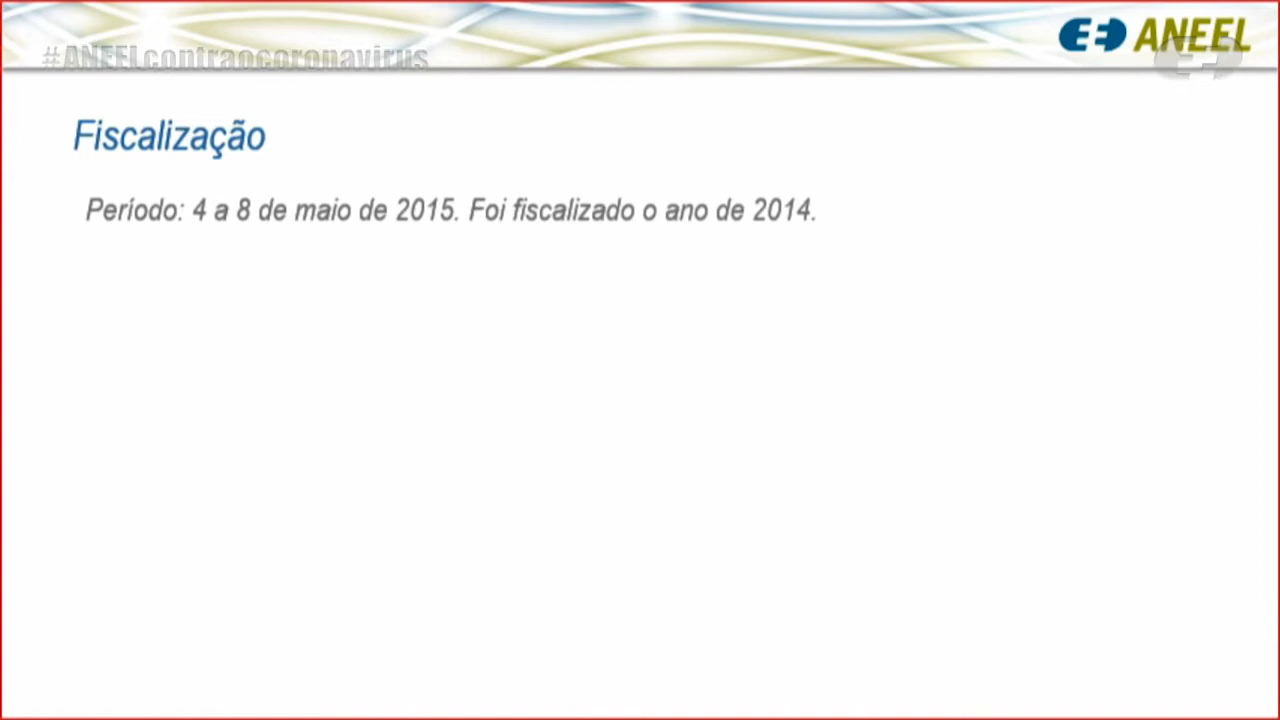 #ANEELcontraocoronavirus
ANEEL
Fiscalização
Período: 4 a 8 de maio de 2015. Foi fiscalizado o ano de 2014.